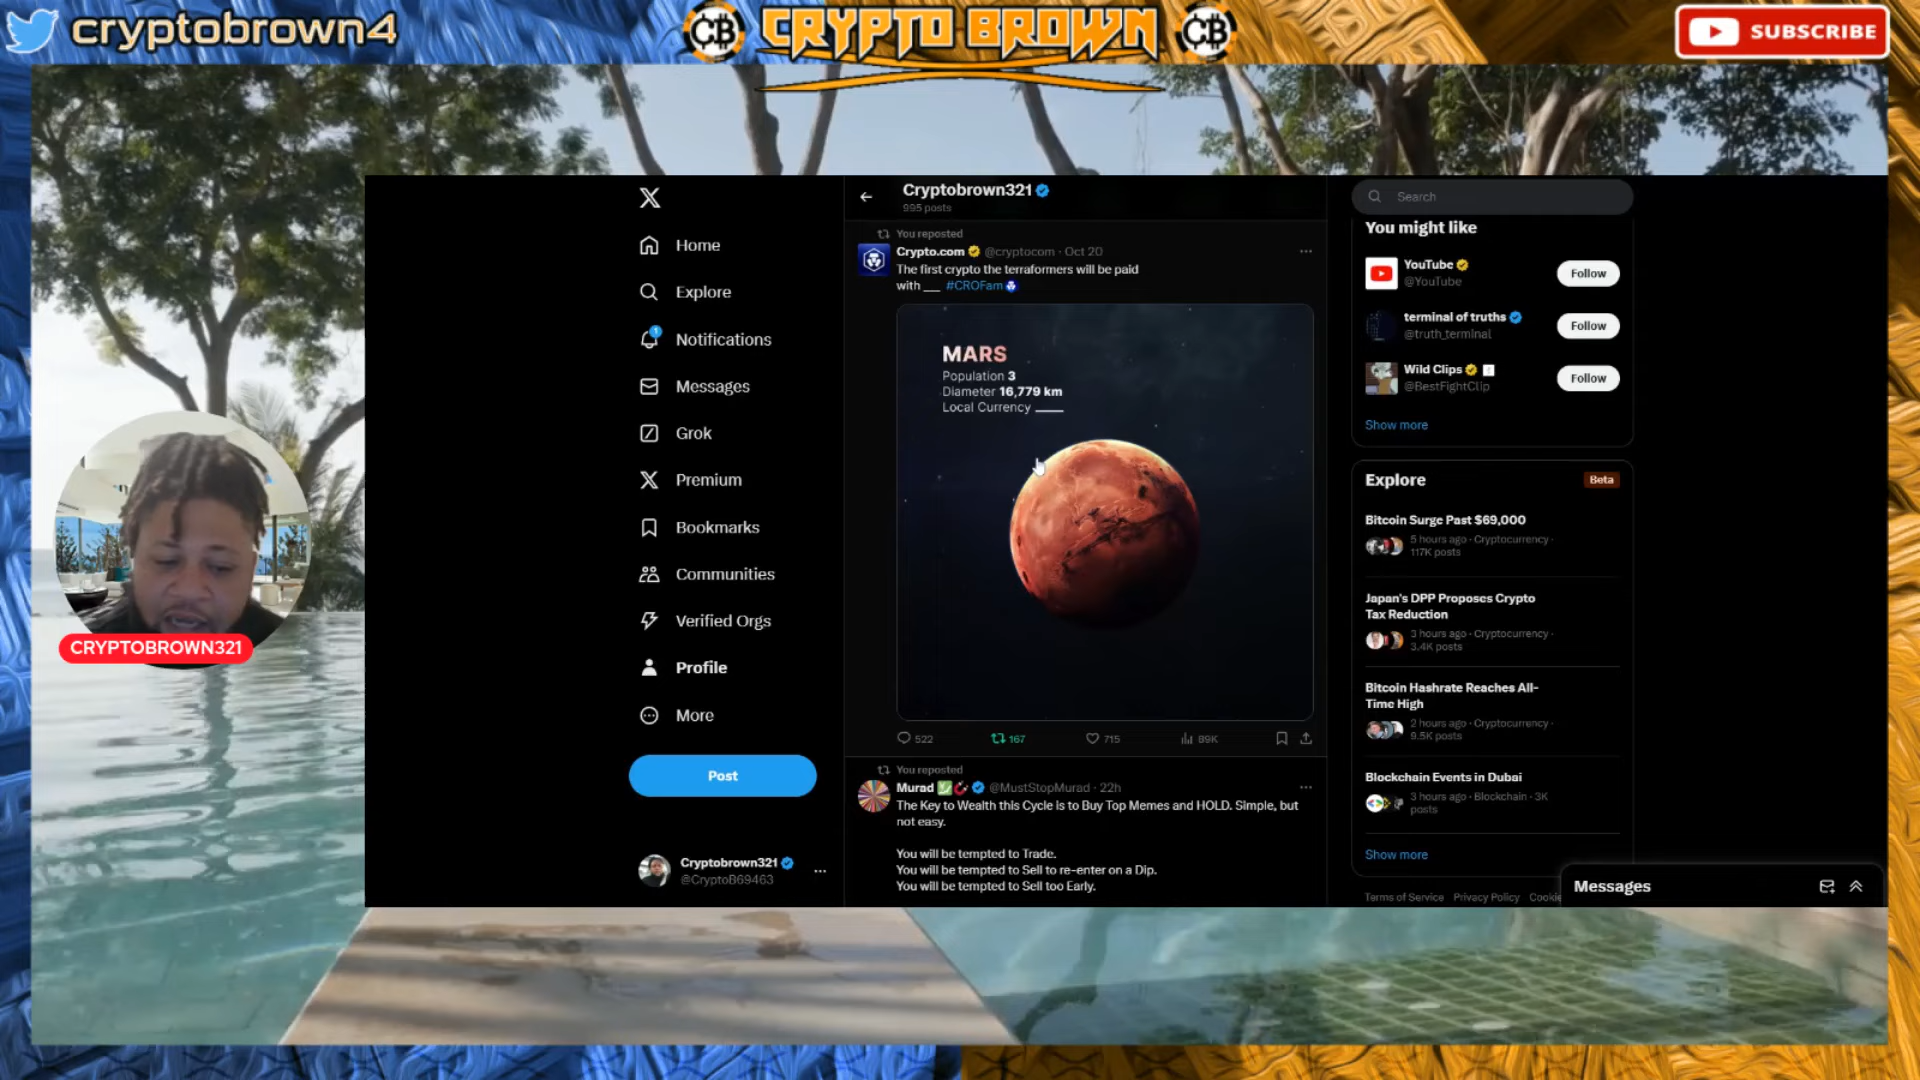 cryptobrown4
CB CRYPTO BROWN CB
SUBSCRIBE
CRYPTOBROWN321
X
Home
Explore
1
Notifications
Messages
Grok
Premium
Bookmarks
Communities
Verified Orgs
Profile
More
Post
Cryptobrown321
@CryptoB69463
Cryptobrown321
995 posts
You reposted
Crypto.com @cryptocom · Oct 20
The first crypto the terraformers will be paid
with ___ #CROFam
MARS
Population 3
Diameter 16,779 km
Local Currency ____
522 167 715 89K
You reposted
Murad @MustStopMurad · 22h
The Key to Wealth this Cycle is to Buy Top Memes and HOLD. Simple, but
not easy.
You will be tempted to Trade.
You will be tempted to Sell to re-enter on a Dip.
You will be tempted to Sell too Early.
Search
You might like
YouTube
@YouTube
Follow
terminal of truths
@truth_terminal
Follow
Wild Clips
@BestFightClip
Follow
Show more
Explore
Beta
Bitcoin Surge Past $69,000
5 hours ago · Cryptocurrency ·
117K posts
Japan's DPP Proposes Crypto
Tax Reduction
3 hours ago · Cryptocurrency ·
3.4K posts
Bitcoin Hashrate Reaches All-
Time High
2 hours ago · Cryptocurrency ·
9.5K posts
Blockchain Events in Dubai
3 hours ago · Blockchain · 3K
posts
Show more
Terms of Service Privacy Policy Cookie
Messages